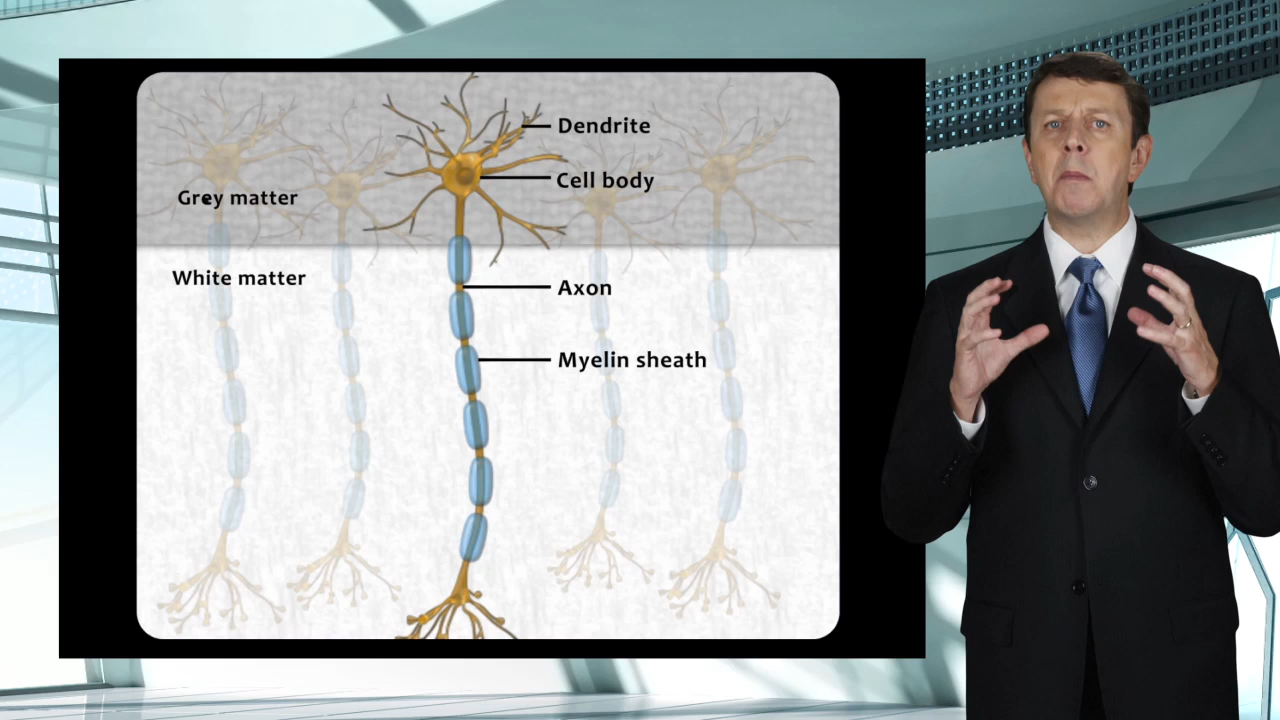 Dendrite
Cell body
Grey matter
White matter
Axon
Myelin sheath